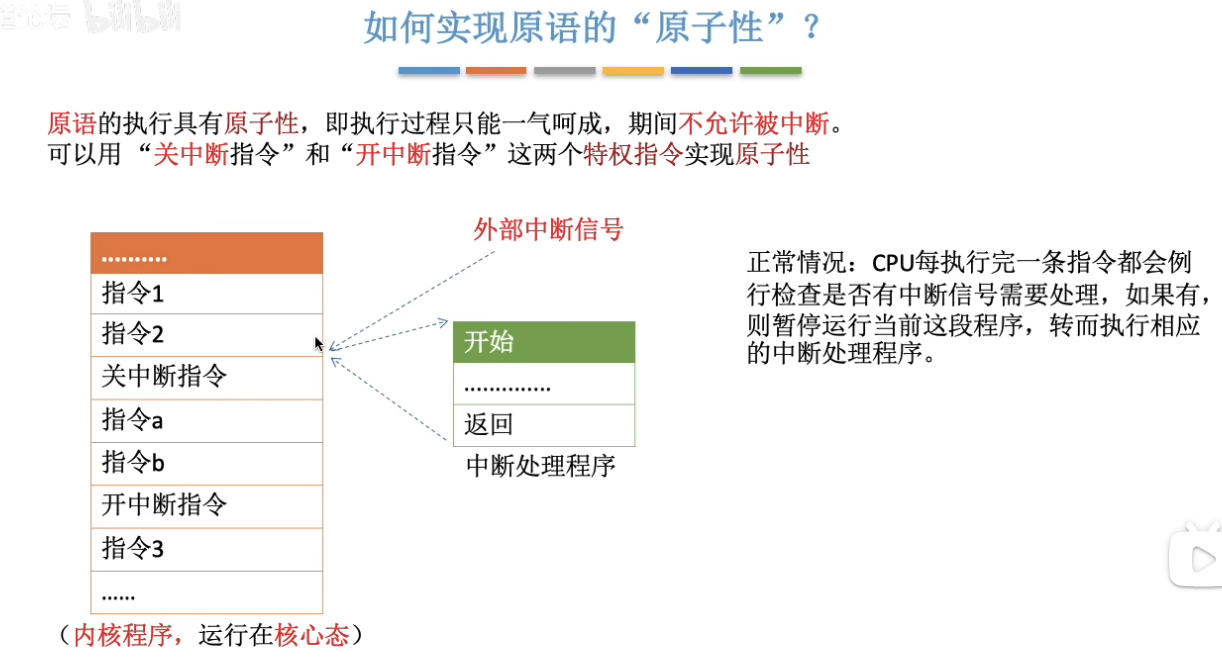 bilibili
如何实现原语的“原子性”？
原语的执行具有原子性，即执行过程只能一气呵成，期间不允许被中断。
可以用 “关中断指令”和“开中断指令”这两个特权指令实现原子性
..........
指令1
指令2
关中断指令
指令a
指令b
开中断指令
指令3
......
（内核程序，运行在核心态）
外部中断信号
开始
..............
返回
中断处理程序
正常情况：CPU每执行完一条指令都会例
行检查是否有中断信号需要处理，如果有，
则暂停运行当前这段程序，转而执行相应
的中断处理程序。